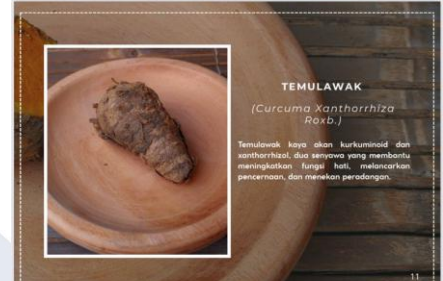 TEMULAWAK
(Curcuma Xanthorrhiza
Roxb.)
Temulawak kaya akan kurkuminoid dan
xanthorrhizol, dua senyawa yang membantu
meningkatkan fungsi hati, melancarkan
pencernaan, dan menekan peradangan.
11